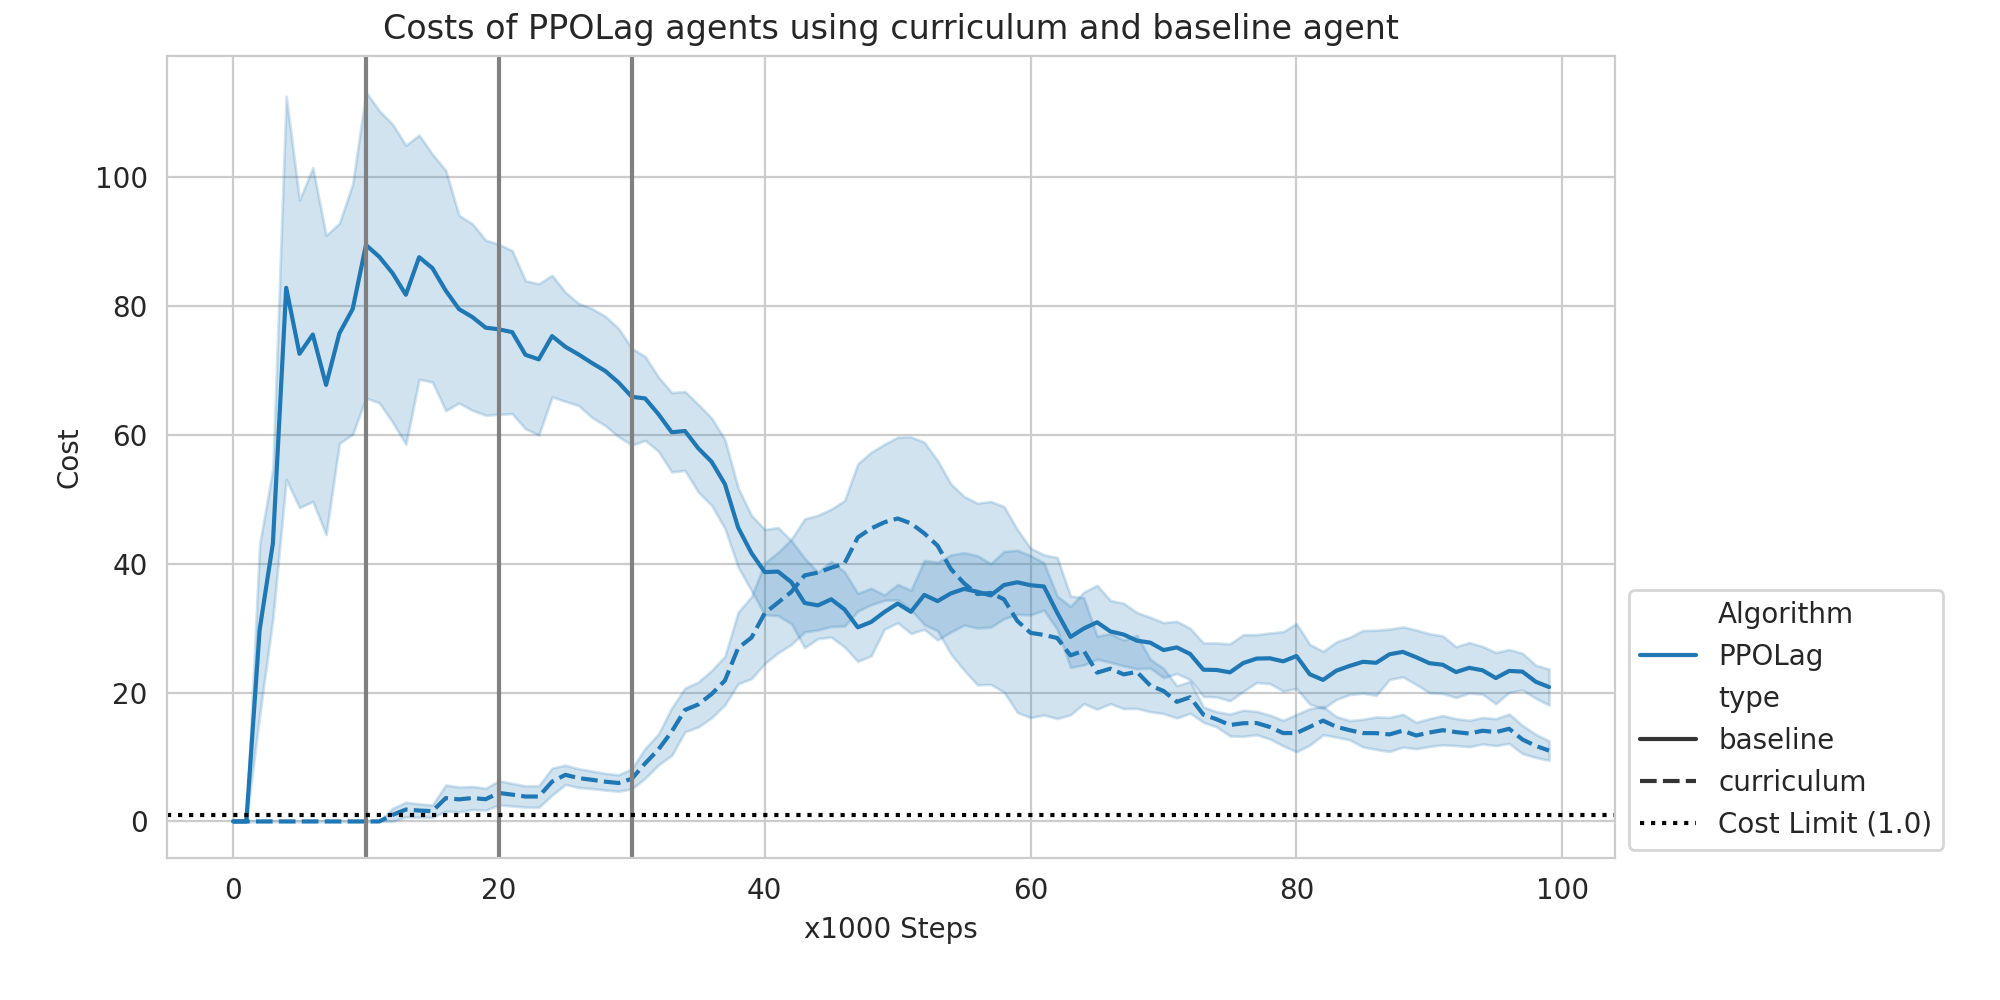 Costs of PPOLag agents using curriculum and baseline agent
100
80
60
40
20
0
Cost
0 20 40 60 80 100
x1000 Steps
Algorithm
PPOLag
type
baseline
curriculum
Cost Limit (1.0)